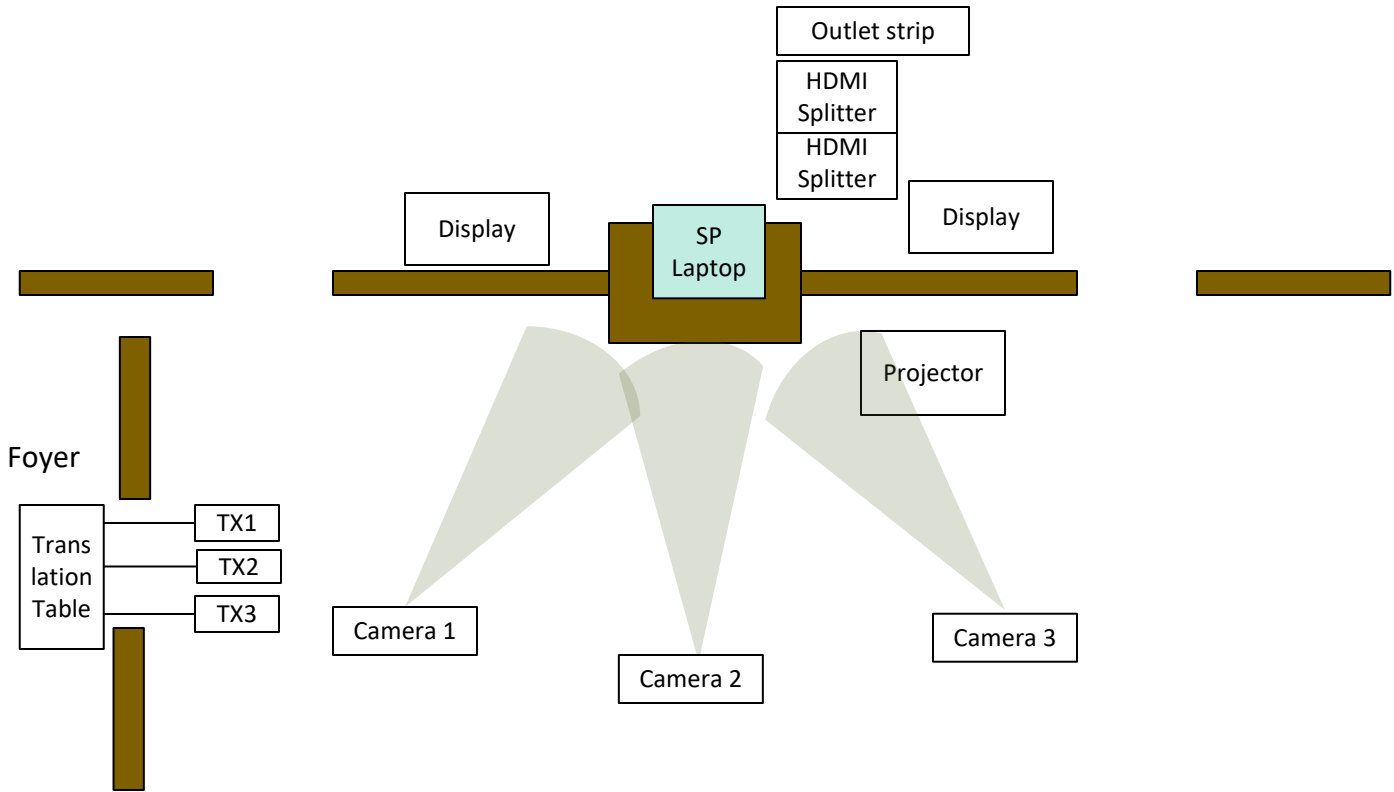 Outlet strip
HDMI
Splitter
HDMI
Splitter
Display
SP
Laptop
Display
Projector
Foyer
Trans
lation
Table
TX1
TX2
TX3
Camera 1
Camera 2
Camera 3